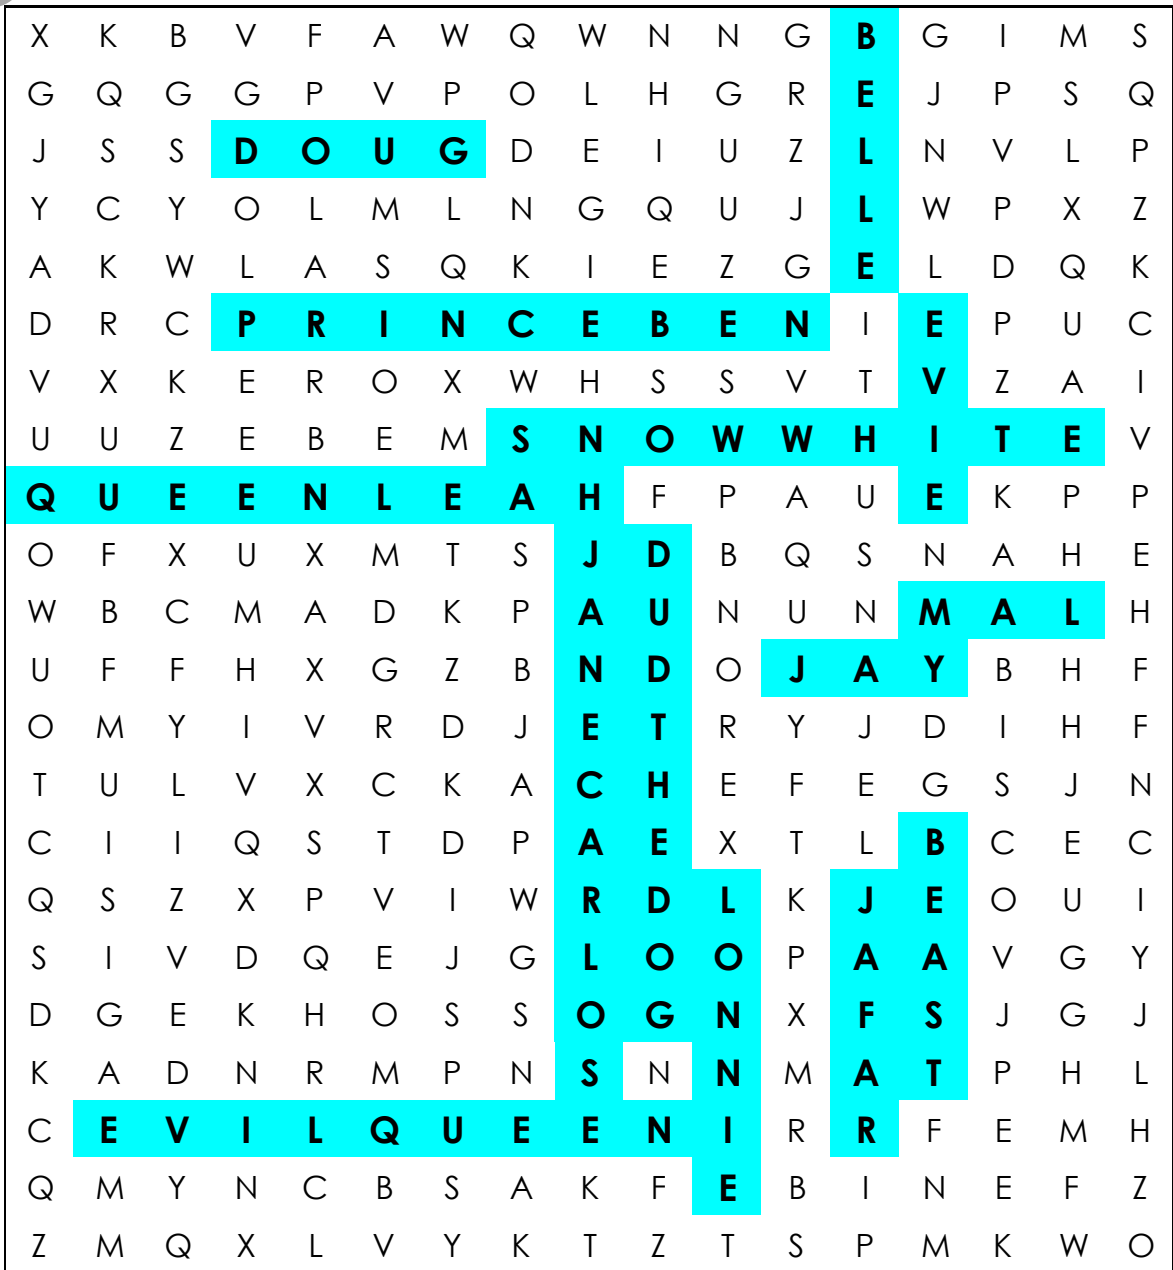 X K B V F A W Q W N N G B G I M S
G Q G G P V P O L H G R E J P S Q
J S S D O U G D E I U Z L N V L P
Y C Y O L M L N G Q U J L W P X Z
A K W L A S Q K I E Z G E L D Q K
D R C P R I N C E B E N I E P U C
V X K E R O X W H S S V T V Z A I
U U Z E B E M S N O W W H I T E V
Q U E E N L E A H F P A U E K P P
O F X U X M T S J D B Q S N A H E
W B C M A D K P A U N U N M A L H
U F F H X G Z B N D O J A Y B H F
O M Y I V R D J E T R Y J D I H F
T U L V X C K A C H E F E G S J N
C I I Q S T D P A E X T L B C E C
Q S Z X P V I W R D L K J E O U I
S I V D Q E J G L O O P A A V G Y
D G E K H O S S O G N X F S J G J
K A D N R M P N S N N M A T P H L
C E V I L Q U E E N I R R F E M H
Q M Y N C B S A K F E B I N E F Z
Z M Q X L V Y K T Z T S P M K W O